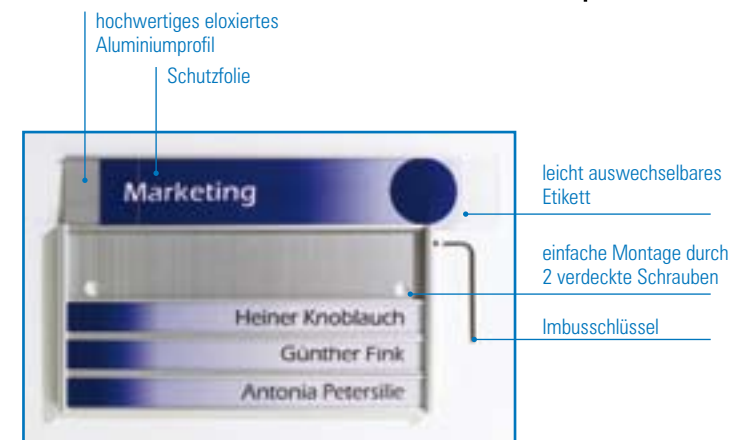 hochwertiges eloxiertes
Aluminiumprofil
Schutzfolie
Marketing
leicht auswechselbares
Etikett
einfache Montage durch
2 verdeckte Schrauben
Imbusschlüssel
Heiner Knoblauch
Günther Fink
Antonia Petersilie